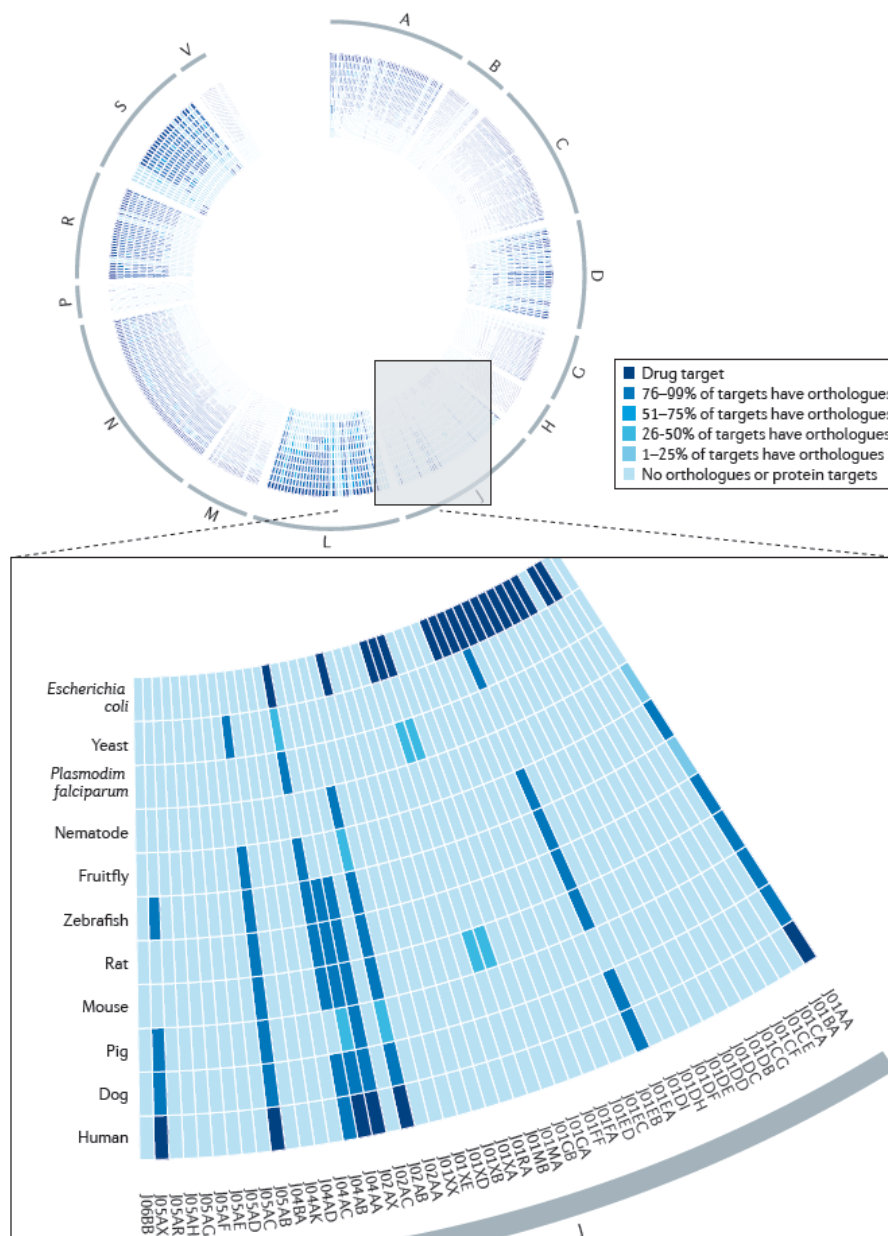 A
B
C
D
G
H
J
L
M
N
P
R
S
V
Drug target
76–99% of targets have orthologues
51–75% of targets have orthologues
26-50% of targets have orthologues
1–25% of targets have orthologues
No orthologues or protein targets
Escherichia
coli
Yeast
Plasmodim
falciparum
Nematode
Fruitfly
Zebrafish
Rat
Mouse
Pig
Dog
Human
J06BB
J05AX
J05AR
J05AH
J05AG
J05AF
J05AE
J05AD
J05AC
J05AB
J04BA
J04AK
J04AD
J04AC
J04AB
J04AA
J02AX
J02AC
J02AB
J02AA
J01XX
J01XE
J01XD
J01XB
J01XA
J01RA
J01MB
J01MA
J01GB
J01GA
J01FF
J01FA
J01ED
J01EC
J01EB
J01EA
J01DI
J01DH
J01DF
J01DE
J01DD
J01DC
J01DB
J01CG
J01CF
J01CE
J01CA
J01BA
J01AA